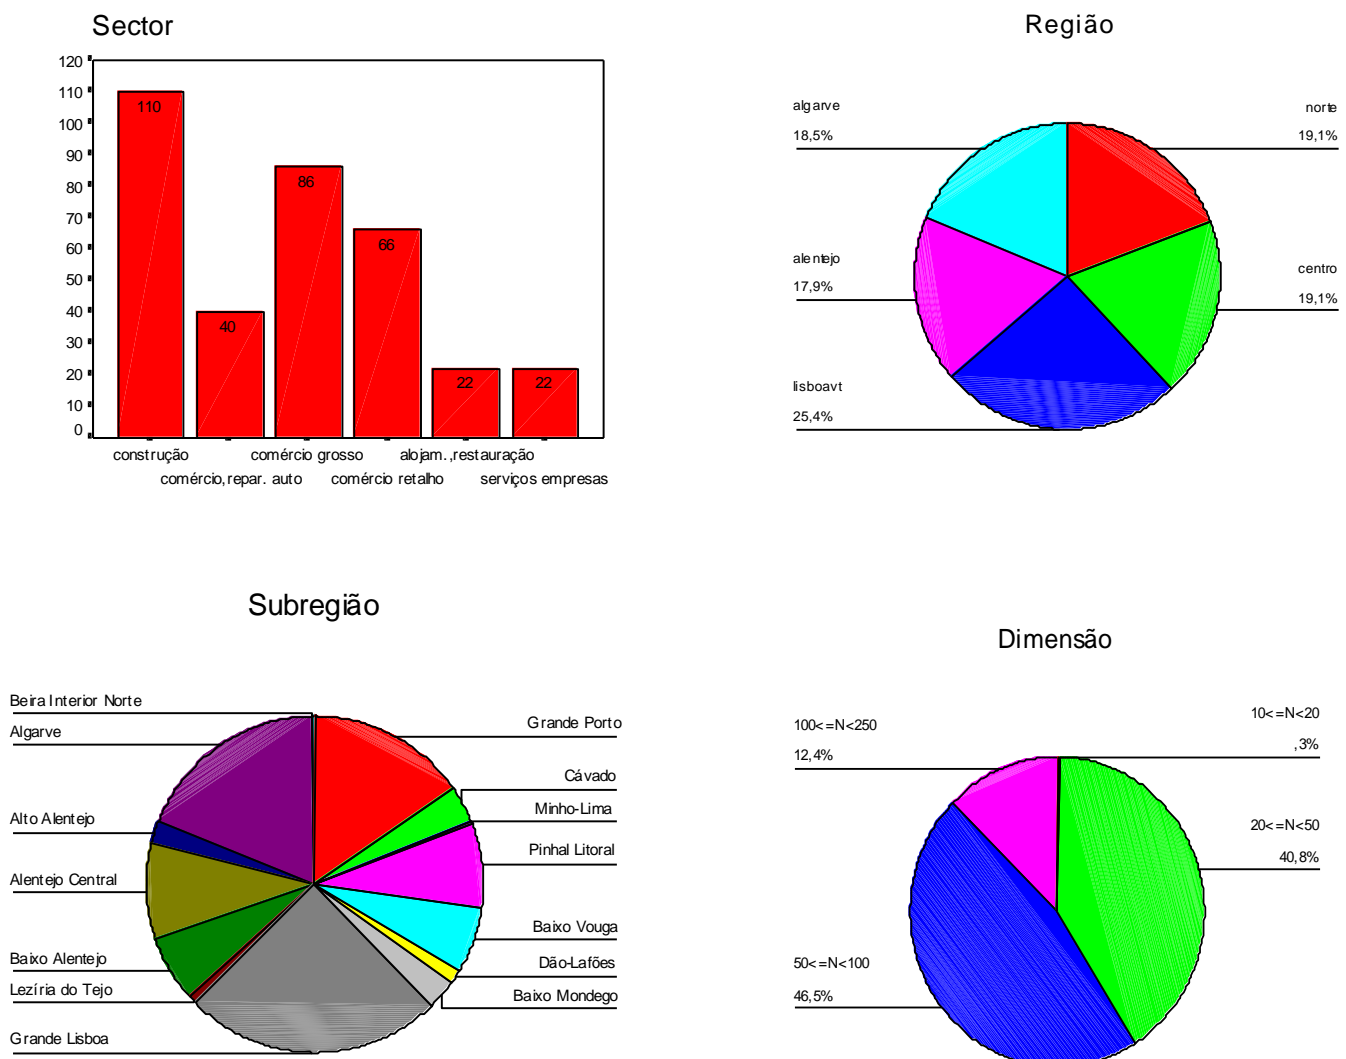 Sector
120
110
100
90
80
70
60
50
40
30
20
10
0
110
40
86
66
22
22
construção
comércio grosso
alojam.,restauração
comércio,repar. auto
comércio retalho
serviços empresas
Região
algarve
18,5%
norte
19,1%
alentejo
17,9%
centro
19,1%
lisboavt
25,4%
Subregião
Beira Interior Norte
Algarve
Grande Porto
Cávado
Minho-Lima
Alto Alentejo
Pinhal Litoral
Alentejo Central
Baixo Vouga
Baixo Alentejo
Dão-Lafões
Lezíria do Tejo
Baixo Mondego
Grande Lisboa
Dimensão
100<=N<250
12,4%
10<=N<20
,3%
20<=N<50
40,8%
50<=N<100
46,5%